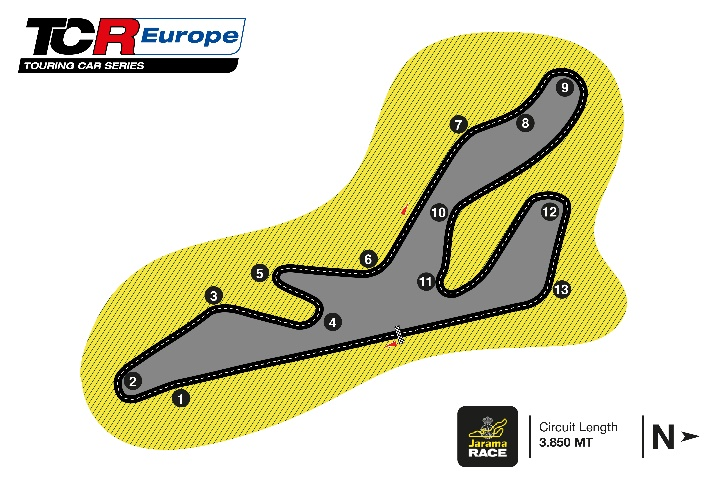 TCR Europe
TOURING CAR SERIES
9
8
7
10
12
6
11
5
13
3
4
2
1
Jarama
RACE
Circuit Length
3.850 MT
N